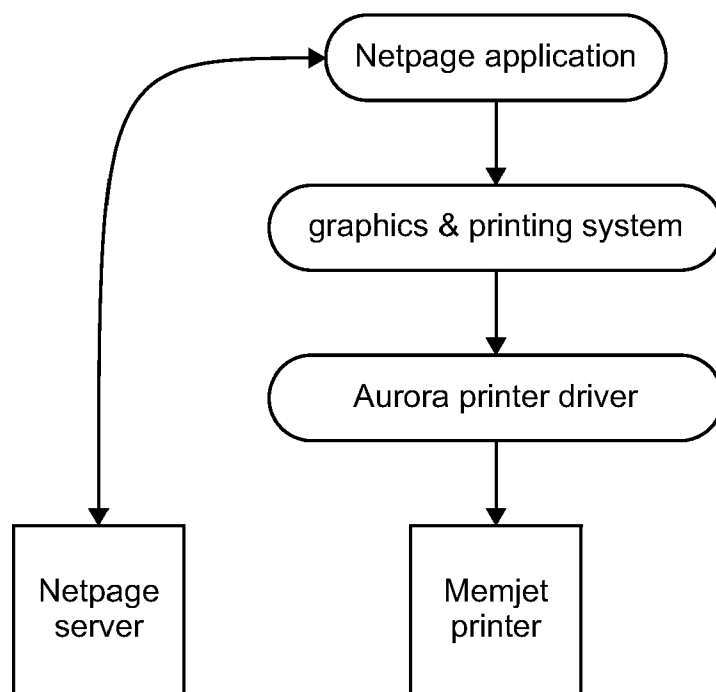 Netpage application
graphics & printing system
Aurora printer driver
Netpage
server
Memjet
printer